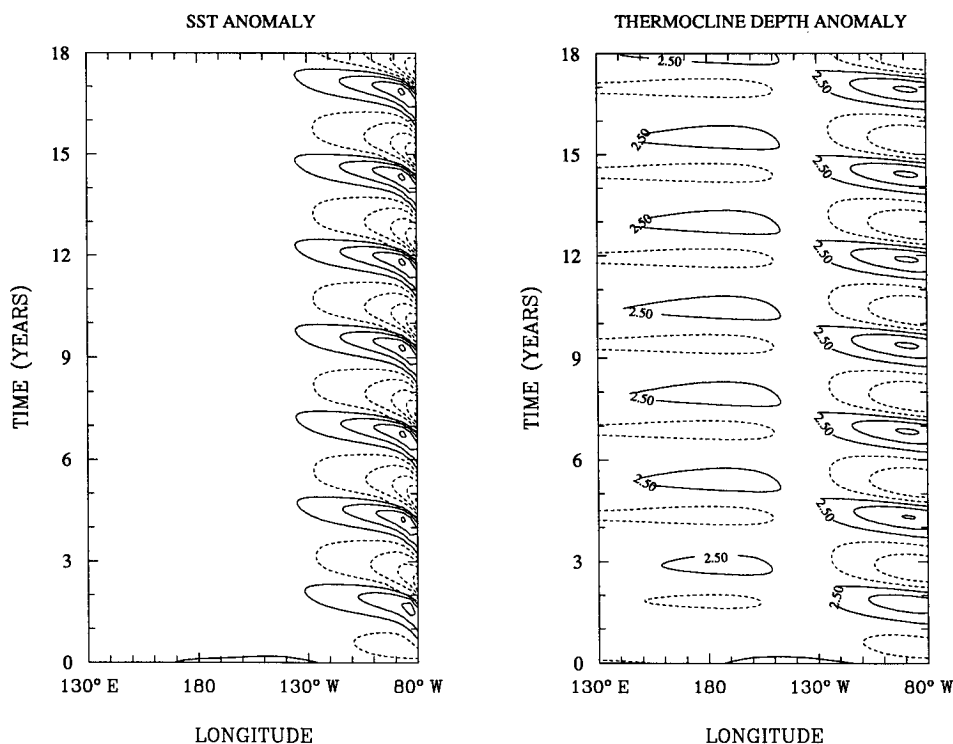 SST ANOMALY
THERMOCLINE DEPTH ANOMALY
18
15
12
9
6
3
0
TIME (YEARS)
130° E
180
130° W
80° W
LONGITUDE
18
15
12
9
6
3
0
TIME (YEARS)
2.50
2.50
2.50
2.50
2.50
2.50
2.50
2.50
2.50
2.50
2.50
2.50
2.50
2.50
130° E
180
130° W
80° W
LONGITUDE